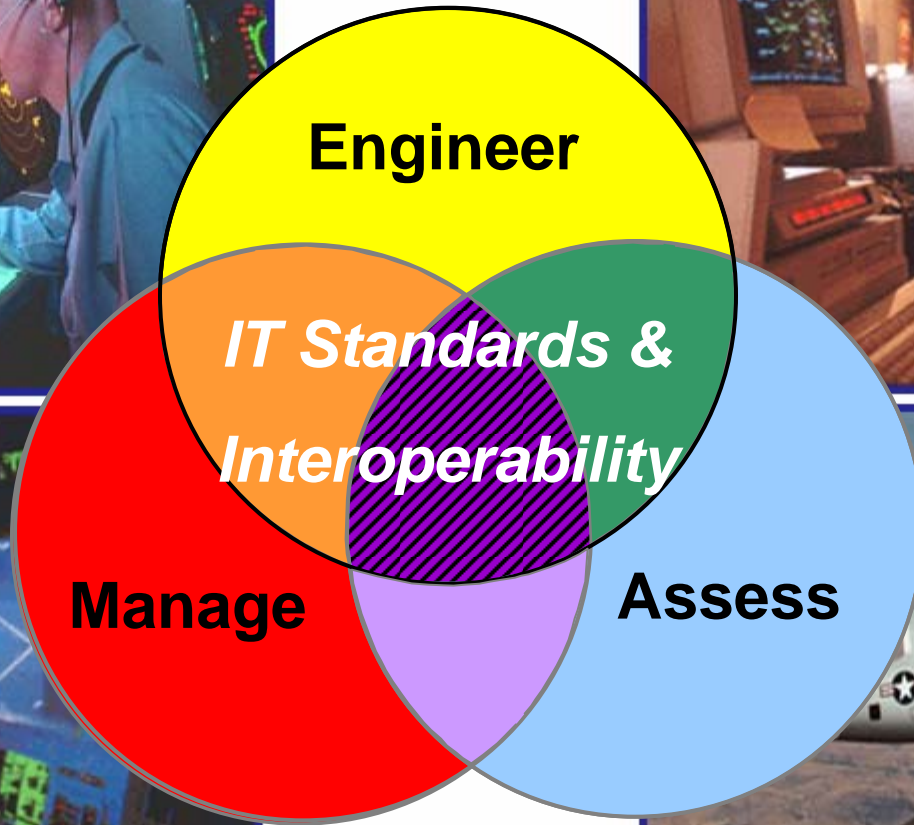 Engineer
IT Standards &
Interoperability
Manage
Assess